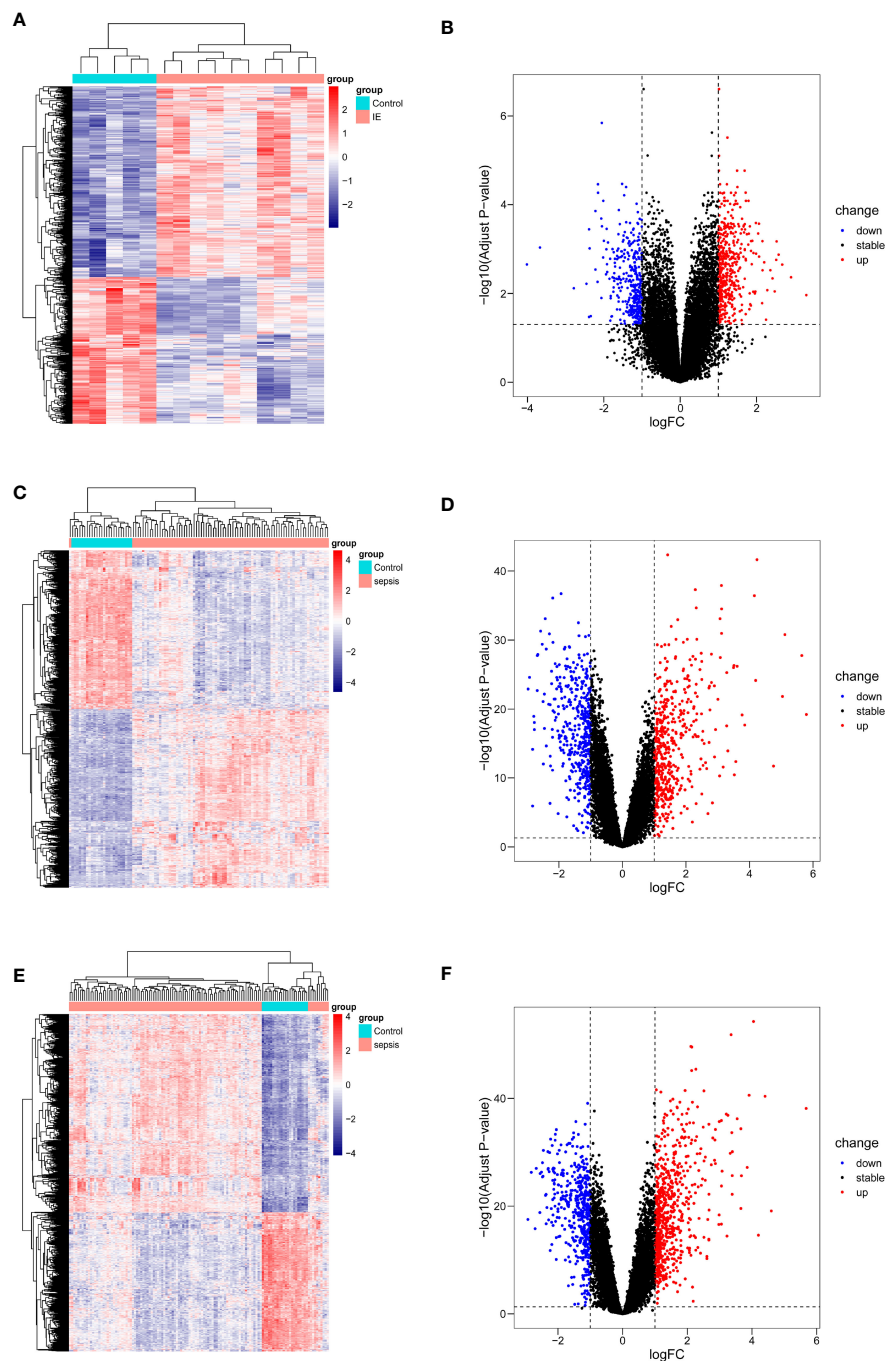 A
group
group
Control
IE
2
1
0
−1
−2
B
6
4
2
0
−log10(Adjust P−value)
−4
−2
0
2
logFC
change
down
stable
up
C
group
group
Control
sepsis
4
2
0
−2
−4
D
40
30
20
10
0
−log10(Adjust P−value)
−2
0
2
4
6
logFC
change
down
stable
up
E
group
group
Control
sepsis
4
2
0
−2
−4
F
40
20
0
−log10(Adjust P−value)
−2
0
2
4
6
logFC
change
down
stable
up